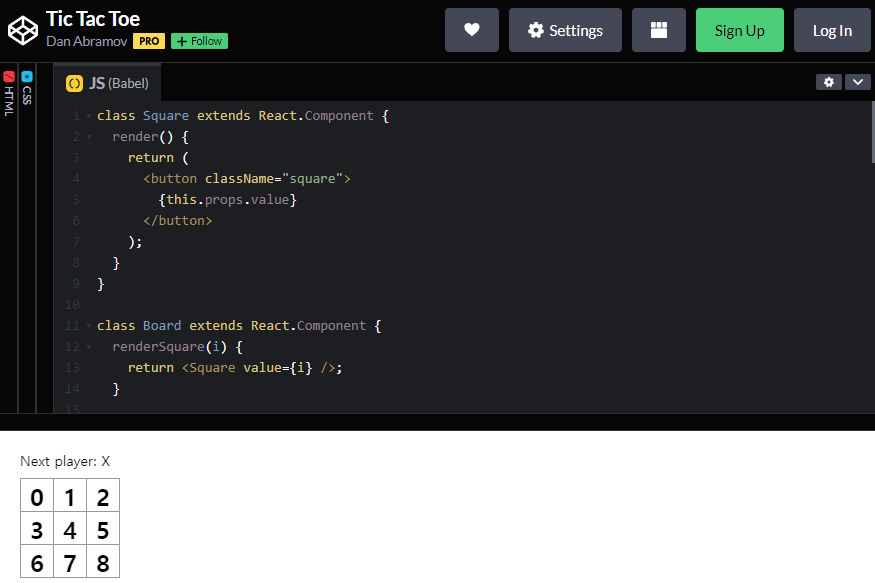 Tic Tac Toe
Dan Abramov PRO + Follow
Settings
Sign Up
Log In
HTML
CSS
JS (Babel)
1 class Square extends React.Component {
2 render() {
3 return (
4 <button className="square">
5 {this.props.value}
6 </button>
7 );
8 }
9 }
10
11 class Board extends React.Component {
12 renderSquare(i) {
13 return <Square value={i} />;
14 }
15
Next player: X
0 1 2
3 4 5
6 7 8